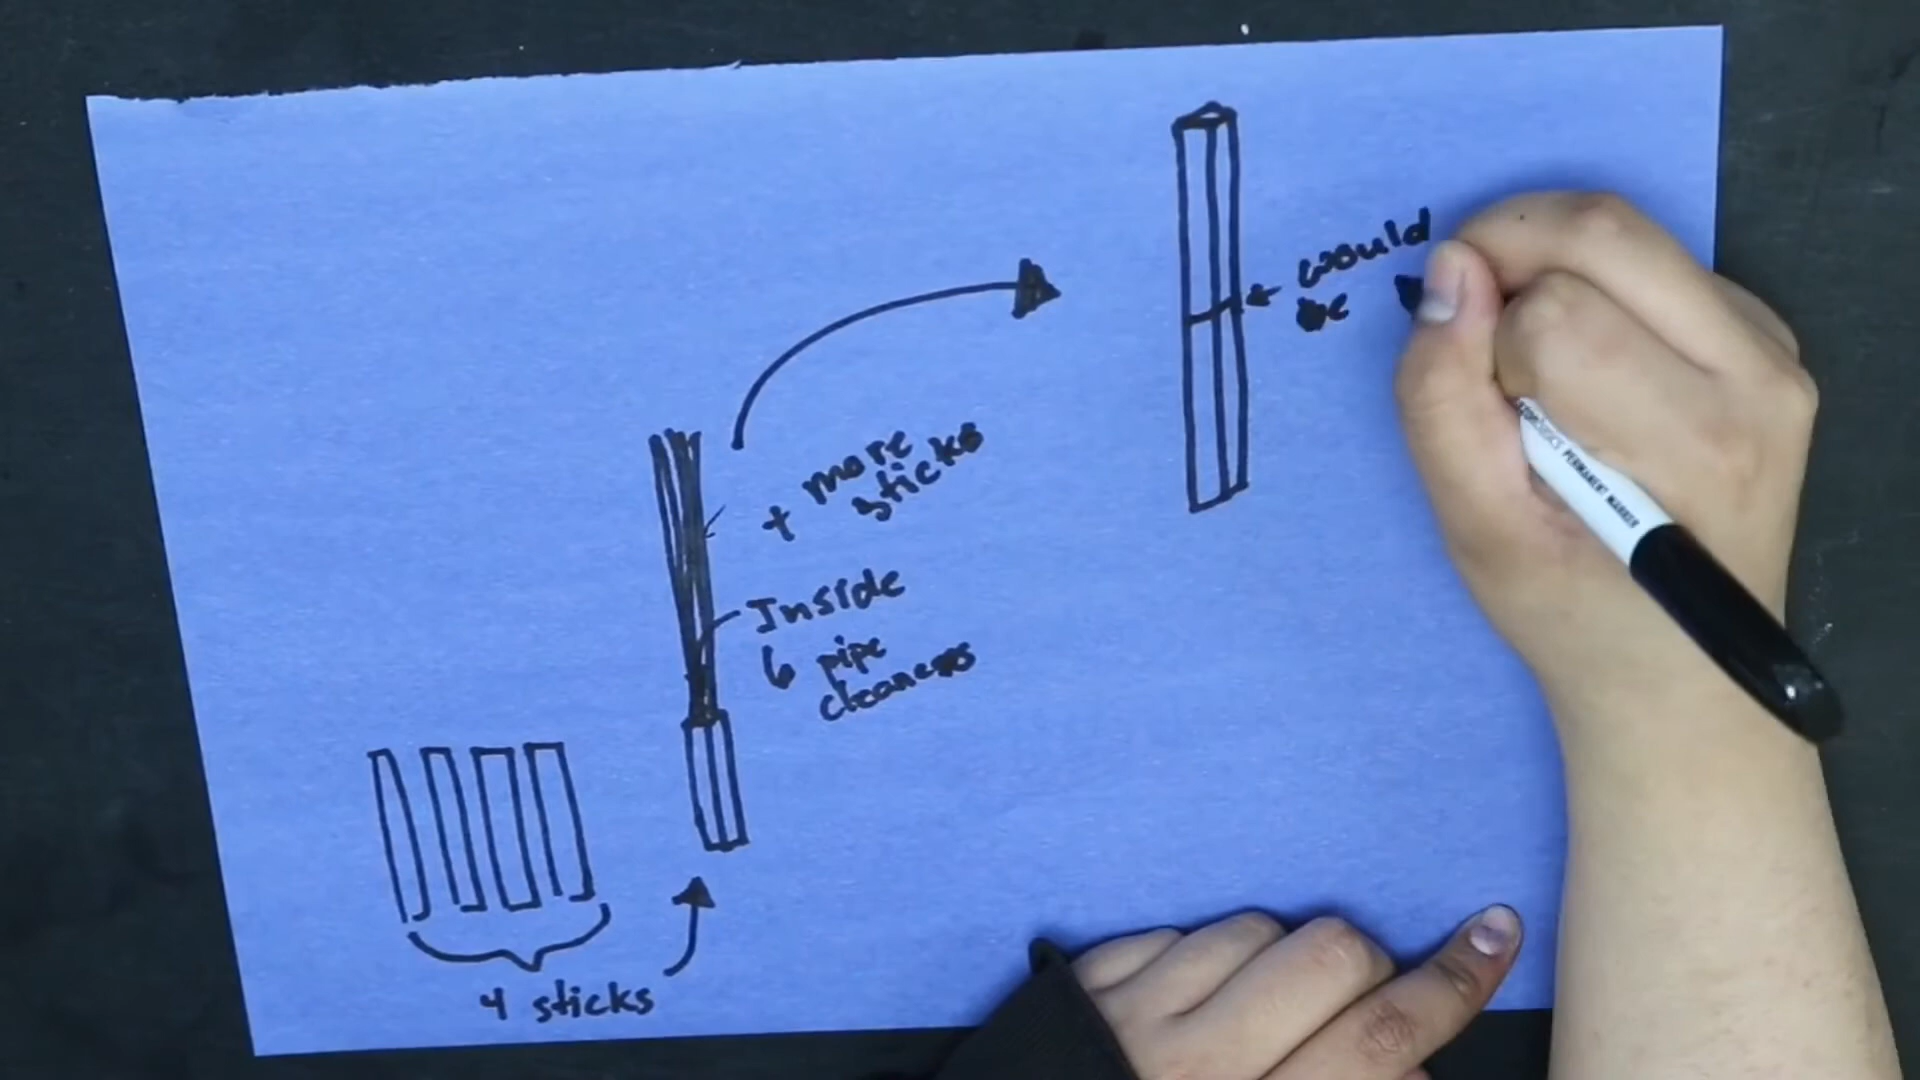 would
be
+ more
sticks
Inside
6 pipe
cleaners
4 sticks
PERMANENT MARKER